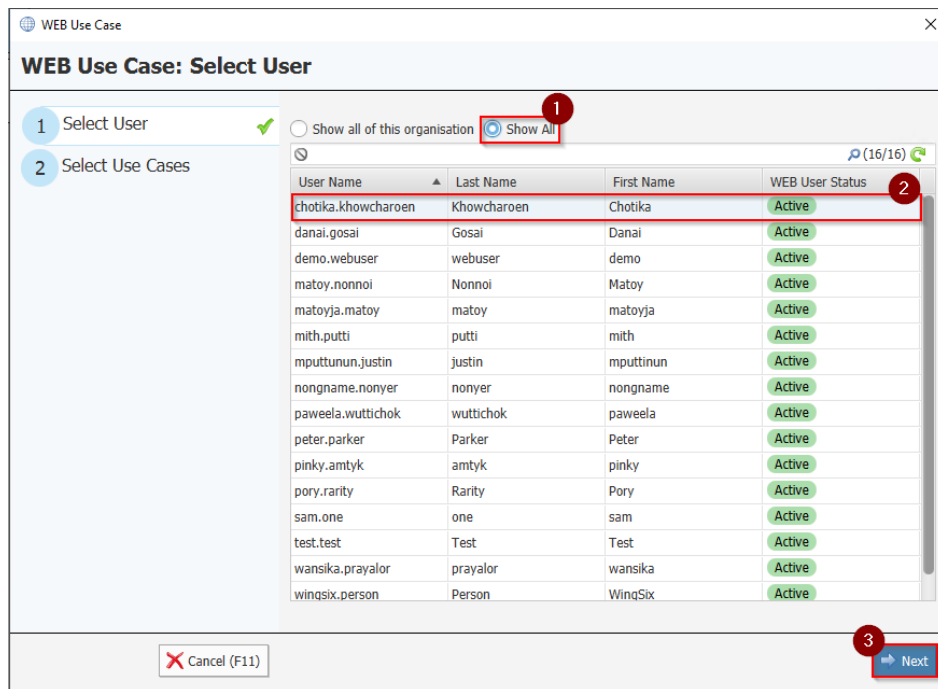 WEB Use Case
WEB Use Case: Select User
1 Select User
2 Select Use Cases
1
Show all of this organisation Show All
(16/16)
User Name Last Name First Name WEB User Status
2
chotika.khowcharoen Khowcharoen Chotika Active
danai.gosai Gosai Danai Active
demo.webuser webuser demo Active
matoy.nonnoi Nonnoi Matoy Active
matoyja.matoy matoy matoyja Active
mith.putti putti mith Active
mputtunun.justin justin mputtinun Active
nongname.nonyer nonyer nongname Active
paweela.wuttichok wuttichok paweela Active
peter.parker Parker Peter Active
pinky.amtyk amtyk pinky Active
pory.rarity Rarity Pory Active
sam.one one sam Active
test.test Test Test Active
wansika.prayalor prayalor wansika Active
wingsix.person Person WingSix Active
3
Cancel (F11) Next